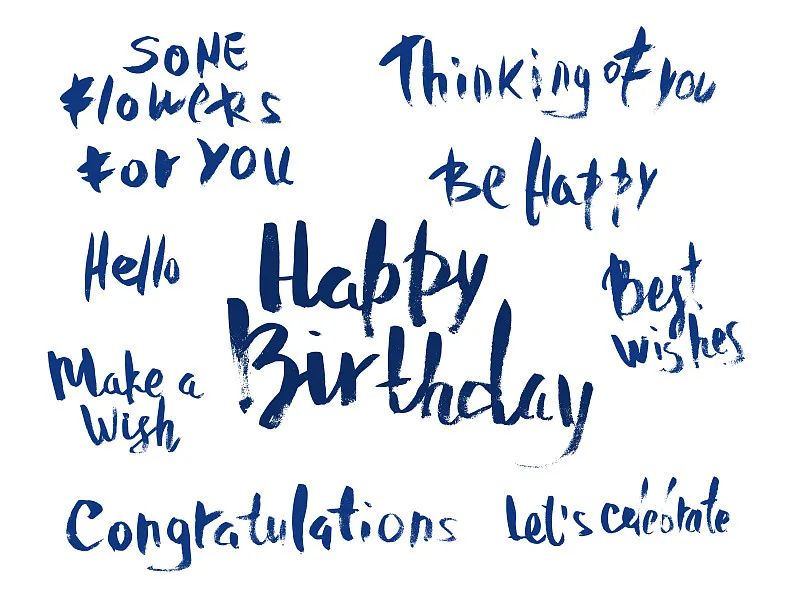 SOME
Flowers
For You
Thinking of you
Be Happy
Hello
Happy
Birthday
Best
wishes
Make a
Wish
Congratulations
Let's celebrate